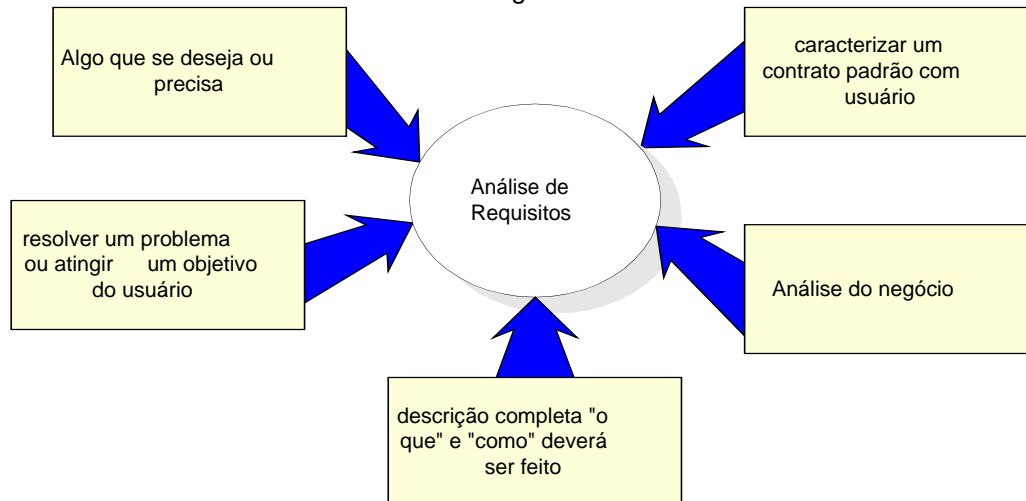 Algo que se deseja ou
precisa
caracterizar um
contrato padrão com
usuário
Análise de
Requisitos
resolver um problema
ou atingir um objetivo
do usuário
Análise do negócio
descrição completa "o
que" e "como" deverá
ser feito